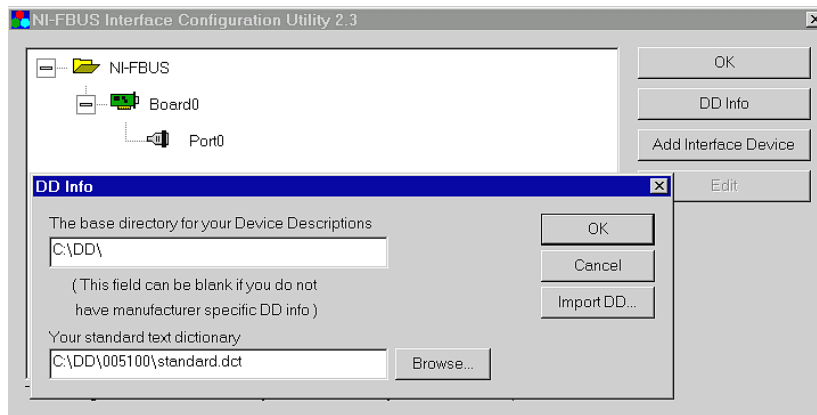 NI-FBUS Interface Configuration Utility 2.3
NI-FBUS
Board0
Port0
OK
DD Info
Add Interface Device
Edit
DD Info
The base directory for your Device Descriptions
C:\DD\
( This field can be blank if you do not
have manufacturer specific DD info )
Your standard text dictionary
C:\DD\005100\standard.dct
Browse...
OK
Cancel
Import DD...